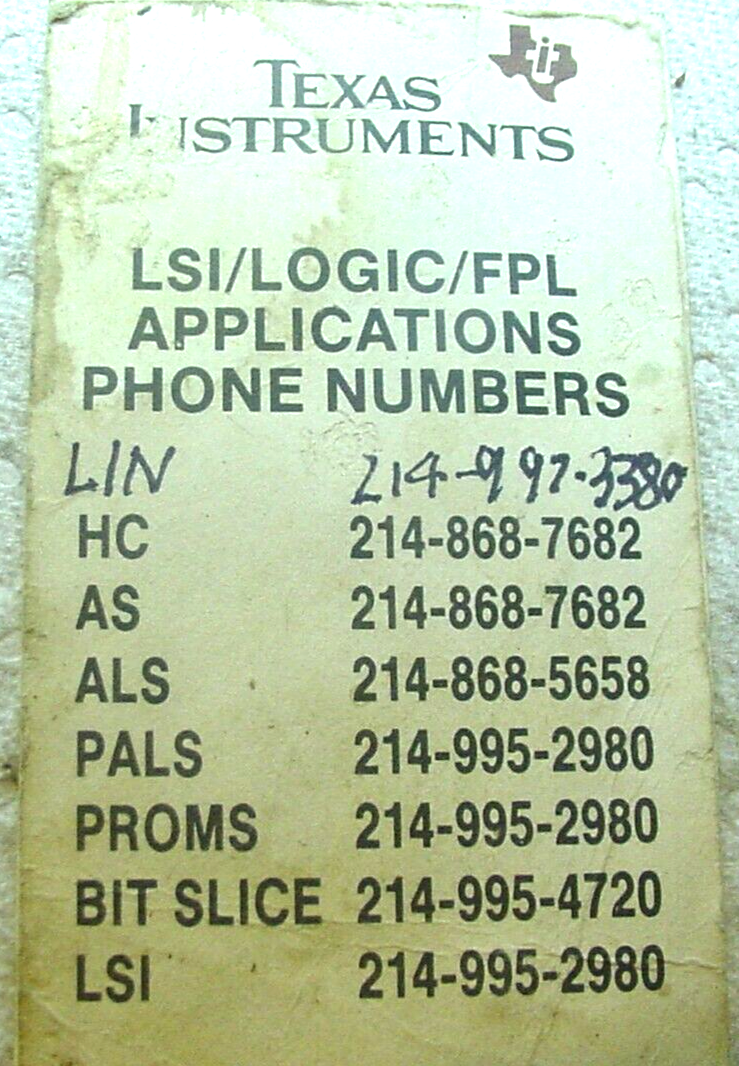 TEXAS
INSTRUMENTS
LSI/LOGIC/FPL
APPLICATIONS
PHONE NUMBERS
LIN 214-997-3380
HC 214-868-7682
AS 214-868-7682
ALS 214-868-5658
PALS 214-995-2980
PROMS 214-995-2980
BIT SLICE 214-995-4720
LSI 214-995-2980